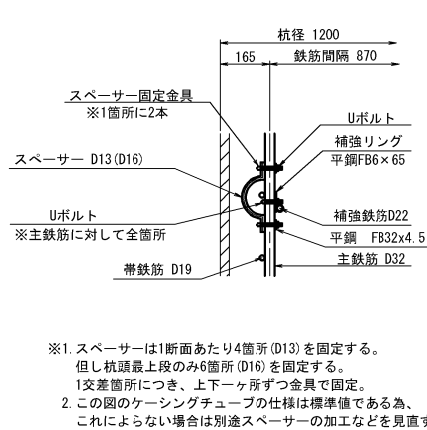 杭径 1200
165
鉄筋間隔 870
スペーサー固定金具
※1箇所に2本
Uボルト
補強リング
平鋼FB6×65
スペーサー D13(D16)
Uボルト
※主鉄筋に対して全箇所
補強鉄筋D22
平鋼 FB32x4.5
主鉄筋 D32
帯鉄筋 D19
※1. スペーサーは1断面あたり4箇所(D13)を固定する。
但し杭頭最上段のみ6箇所(D16)を固定する。
1交差箇所につき、上下一ヶ所ずつ金具で固定。
2. この図のケーシングチューブの仕様は標準値である為、
これによらない場合は別途スペーサーの加工などを見直す